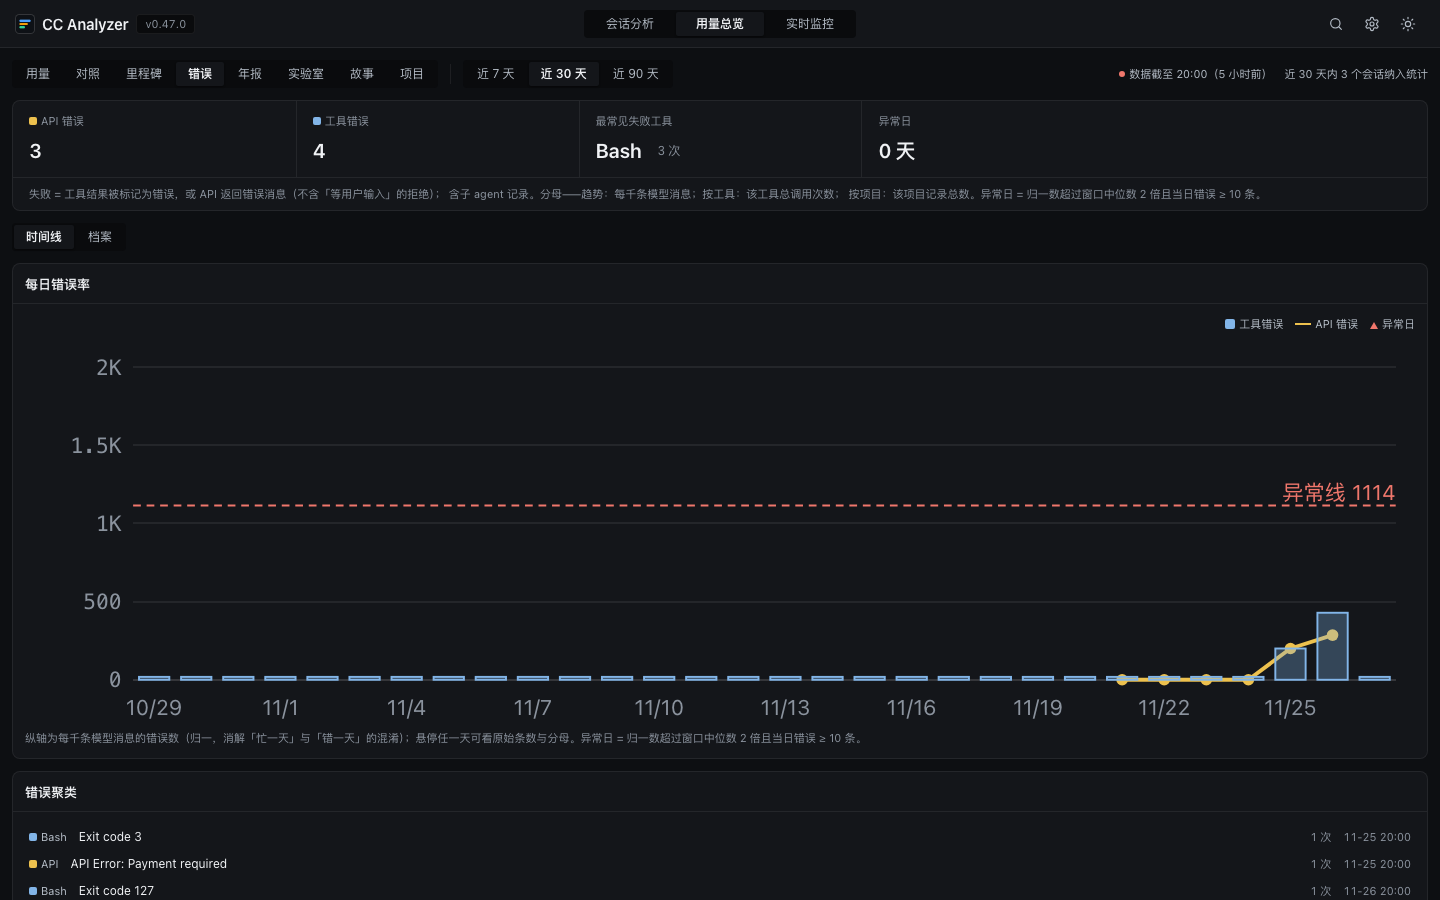 CC Analyzer v0.47.0 会话分析 用量总览 实时监控
用量 对照 里程碑 错误 年报 实验室 故事 项目 近 7 天 近 30 天 近 90 天 数据截至 20:00（5 小时前） 近 30 天内 3 个会话纳入统计
API 错误 工具错误 最常见失败工具 异常日
3 4 Bash 3 次 0 天
失败 = 工具结果被标记为错误，或 API 返回错误消息（不含「等用户输入」的拒绝）； 含子 agent 记录。分母——趋势：每千条模型消息；按工具：该工具总调用次数； 按项目：该项目记录总数。异常日 = 归一数超过窗口中位数 2 倍且当日错误 ≥ 10 条。
时间线 档案
每日错误率
工具错误 API 错误 异常日
2K
1.5K
异常线 1114
1K
500
0
10/29 11/1 11/4 11/7 11/10 11/13 11/16 11/19 11/22 11/25
纵轴为每千条模型消息的错误数（归一，消解「忙一天」与「错一天」的混淆）；悬停任一天可看原始条数与分母。异常日 = 归一数超过窗口中位数 2 倍且当日错误 ≥ 10 条。
错误聚类
Bash Exit code 3 1 次 11-25 20:00
API API Error: Payment required 1 次 11-25 20:00
Bash Exit code 127 1 次 11-26 20:00